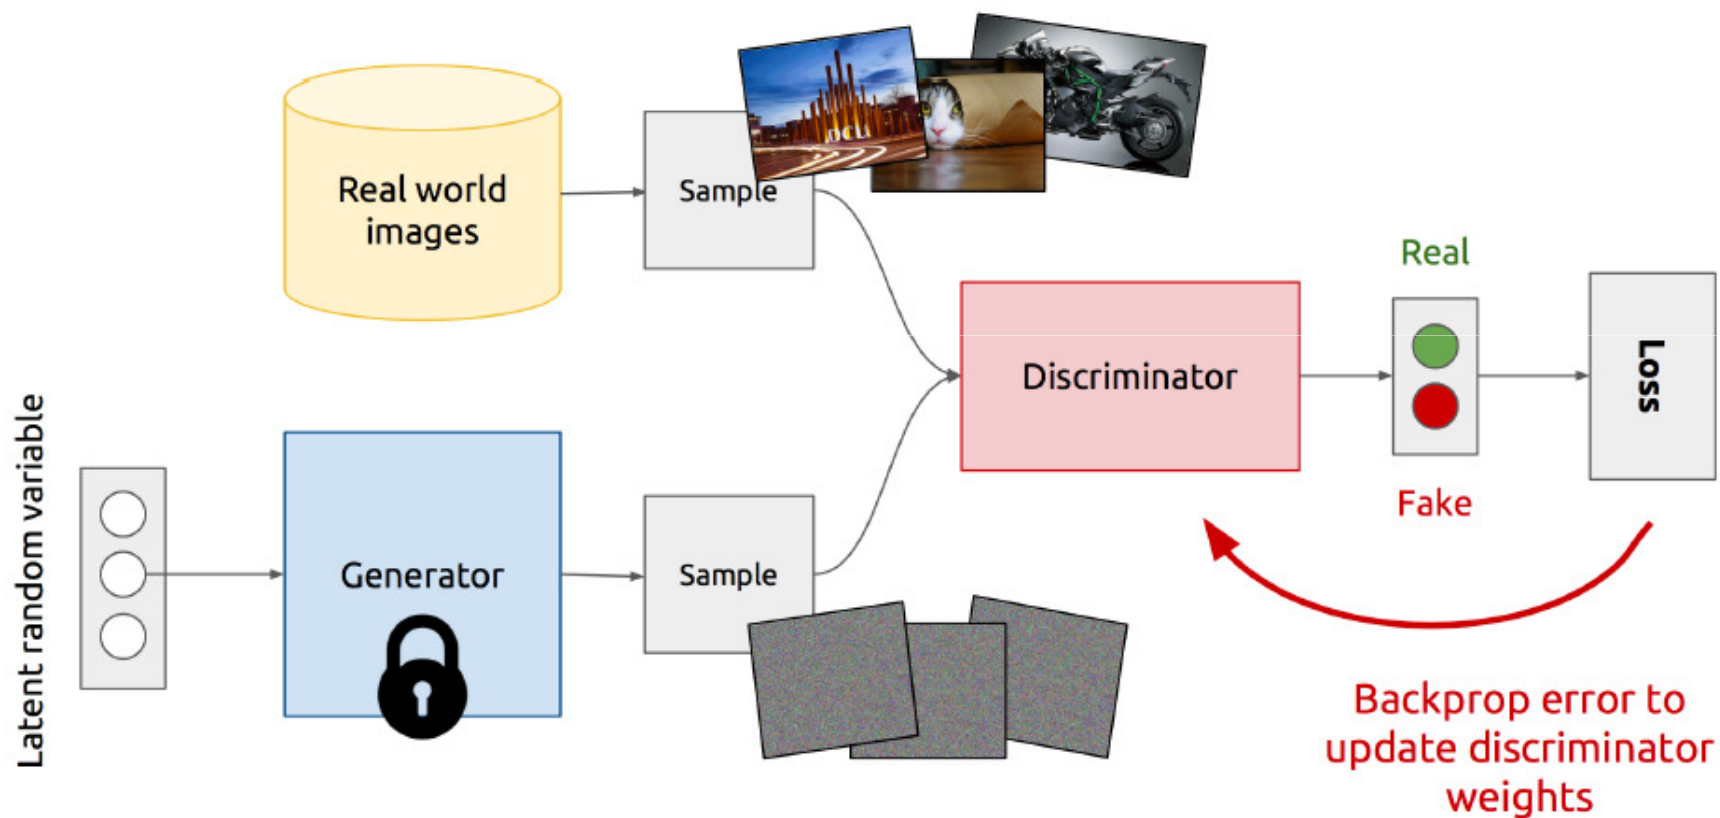 Real world
images
Sample
DCU
Real
Discriminator
Loss
Fake
Latent random variable
Generator
Sample
Backprop error to
update discriminator
weights